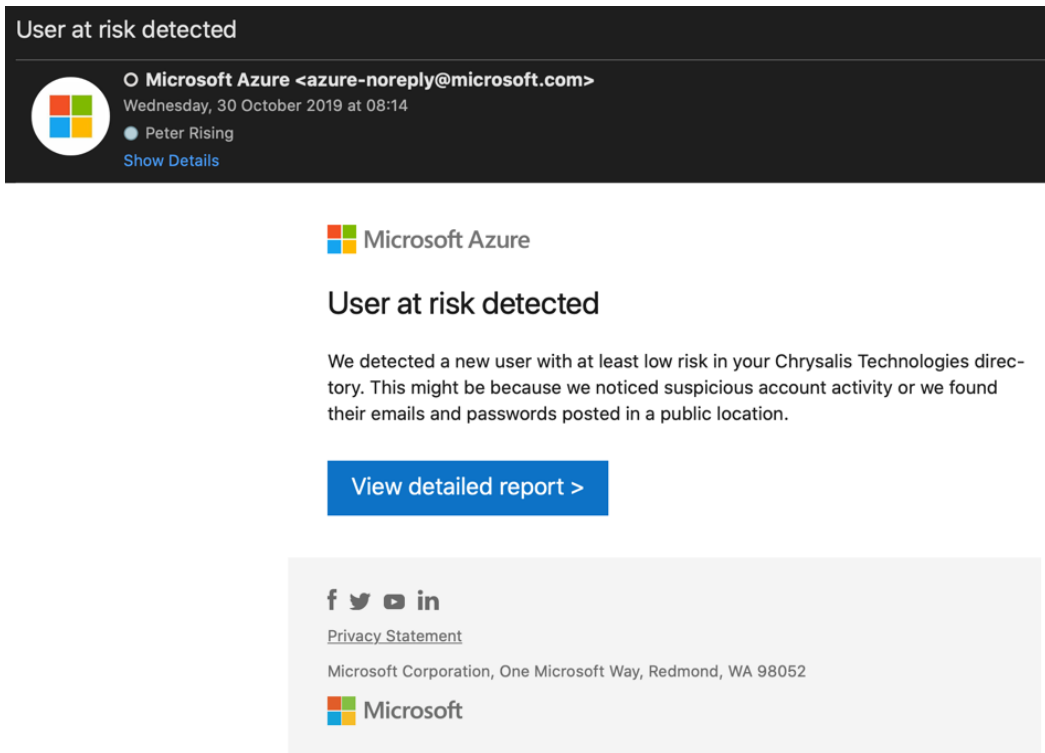 User at risk detected
Microsoft Azure <azure-noreply@microsoft.com>
Wednesday, 30 October 2019 at 08:14
Peter Rising
Show Details
Microsoft Azure
User at risk detected
We detected a new user with at least low risk in your Chrysalis Technologies direc-
tory. This might be because we noticed suspicious account activity or we found
their emails and passwords posted in a public location.
View detailed report >
Privacy Statement
Microsoft Corporation, One Microsoft Way, Redmond, WA 98052
Microsoft